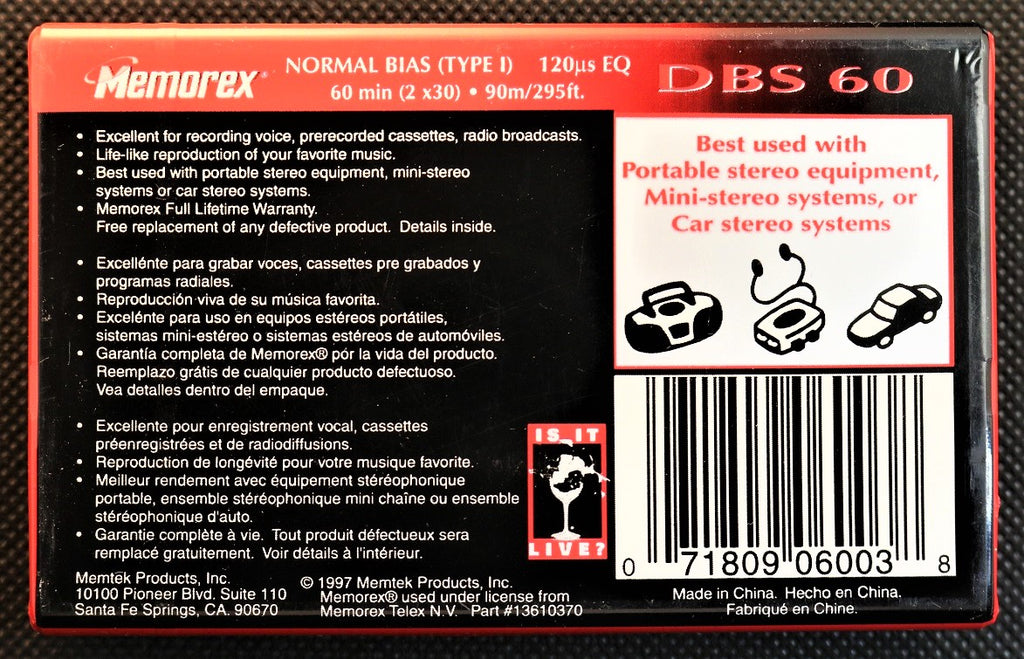 Memorex®
NORMAL BIAS (TYPE I) 120µs EQ
60 min (2 x30) • 90m/295ft.
DBS 60
• Excellent for recording voice, prerecorded cassettes, radio broadcasts.
• Life-like reproduction of your favorite music.
• Best used with portable stereo equipment, mini-stereo
systems or car stereo systems.
• Memorex Full Lifetime Warranty.
Free replacement of any defective product. Details inside.
• Excellénte para grabar voces, cassettes pre grabados y
programas radiales.
• Reproducción viva de su música favorita.
• Excelénte para uso en equipos estéreos portátiles,
sistemas mini-estéreo o sistemas estéreos de automóviles.
• Garantía completa de Memorex® pór la vida del producto.
Reemplazo grátis de cualquier producto defectuoso.
Vea detalles dentro del empaque.
• Excellente pour enregistrement vocal, cassettes
préenregistrées et de radiodiffusions.
• Reproduction de longévité pour votre musique favorite.
• Meilleur rendement avec équipement stéréophonique
portable, ensemble stéréophonique mini chaîne ou ensemble
stéréophonique d'auto.
• Garantie complète à vie. Tout produit défectueux sera
remplacé gratuitement. Voir détails à l'intérieur.
Memtek Products, Inc.
10100 Pioneer Blvd. Suite 110
Santa Fe Springs, CA. 90670
© 1997 Memtek Products, Inc.
Memorex® used under license from
Memorex Telex N.V. Part #13610370
IS IT
LIVE?
Best used with
Portable stereo equipment,
Mini-stereo systems, or
Car stereo systems
0 71809 06003 8
Made in China. Hecho en China.
Fabriqué en Chine.